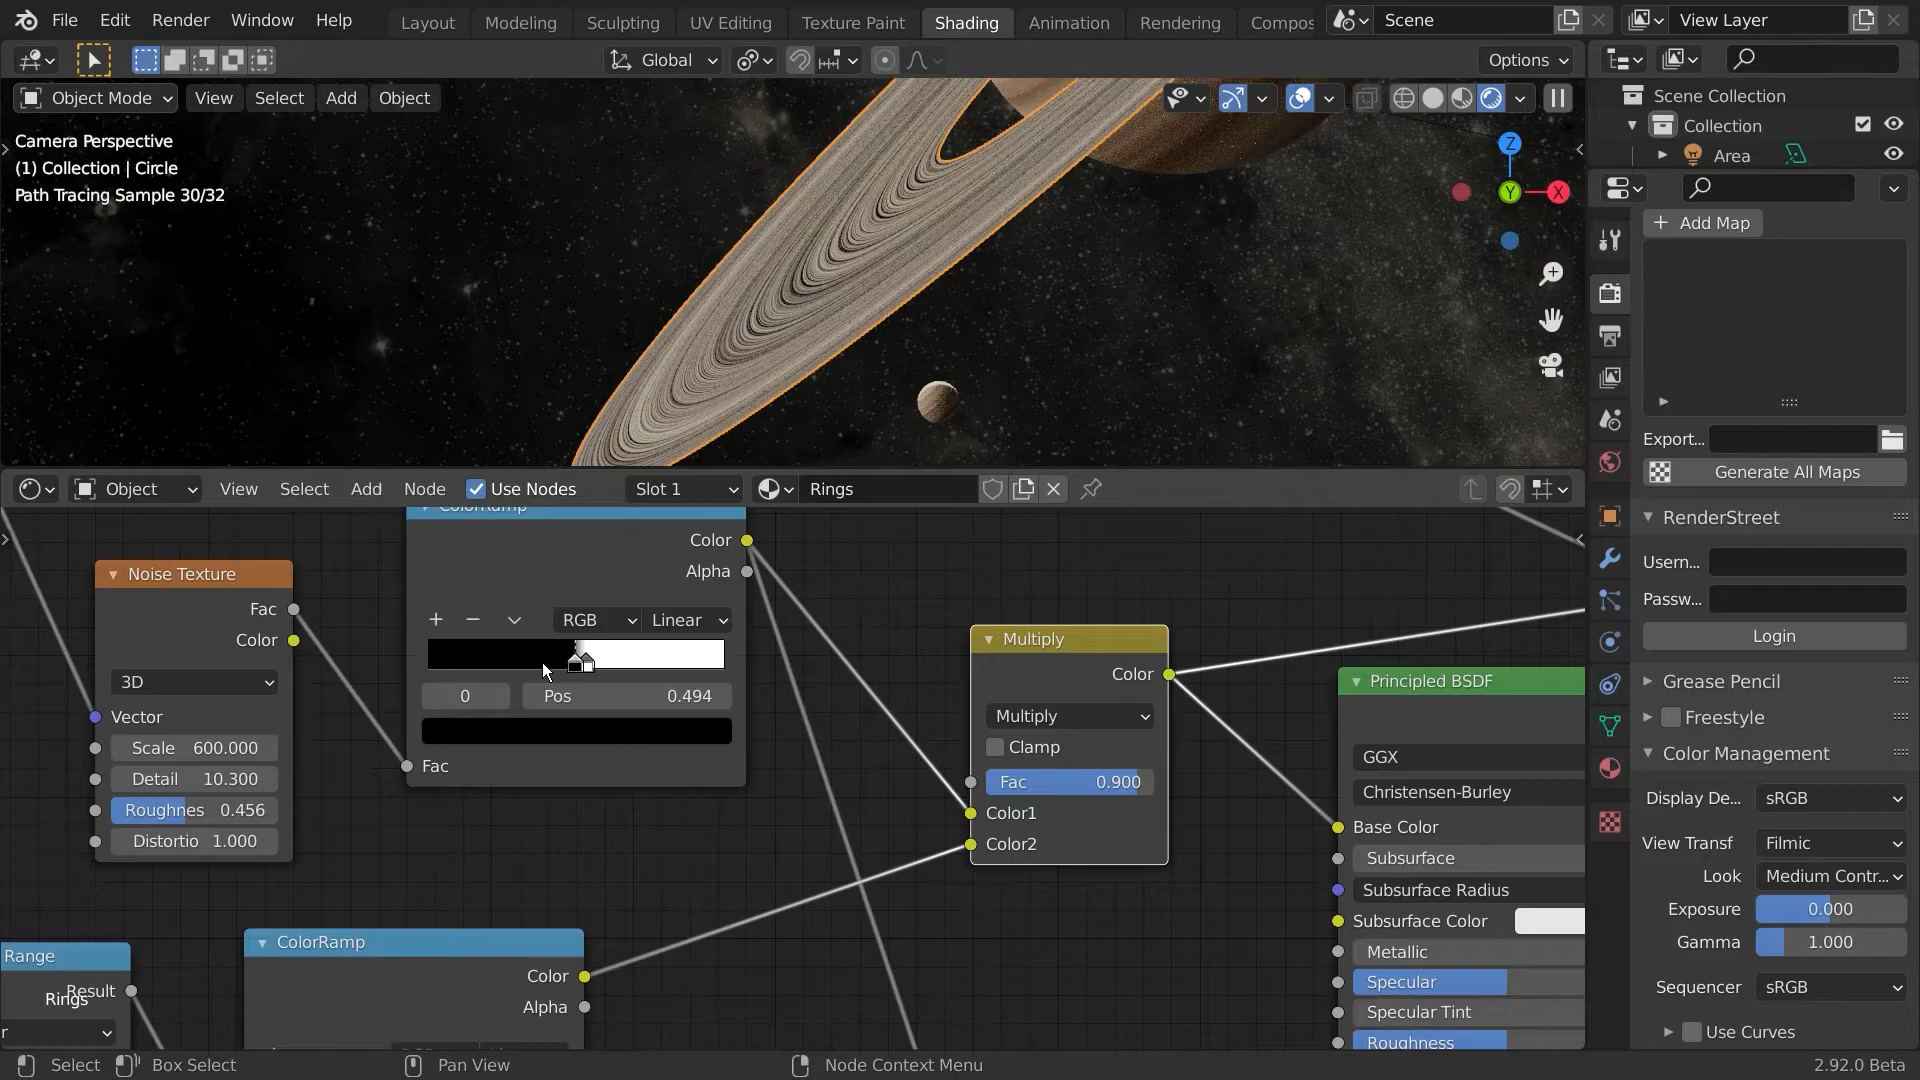 File Edit Render Window Help Layout Modeling Sculpting UV Editing Texture Paint Shading Animation Rendering Compos Scene View Layer
Global Options
Object Mode View Select Add Object
Scene Collection
Collection
Area
Camera Perspective
(1) Collection | Circle
Path Tracing Sample 30/32
Z
Y
X
Add Map
Export...
Generate All Maps
Object View Select Add Node Use Nodes Slot 1 Rings
RenderStreet
Usern...
Passw...
Login
Grease Pencil
Freestyle
Color Management
Display De... sRGB
View Transf Filmic
Look Medium Contr...
Exposure 0.000
Gamma 1.000
Sequencer sRGB
Use Curves
Noise Texture
Fac
Color
3D
Vector
Scale 600.000
Detail 10.300
Roughnes 0.456
Distortio 1.000
ColorRamp
Color
Alpha
RGB Linear
0 Pos 0.494
Fac
Multiply
Color
Multiply
Clamp
Fac 0.900
Color1
Color2
Principled BSDF
GGX
Christensen-Burley
Base Color
Subsurface
Subsurface Radius
Subsurface Color
Metallic
Specular
Specular Tint
Roughness
Range
Result
Rings
r
ColorRamp
Color
Alpha
Select Box Select Pan View Node Context Menu 2.92.0 Beta